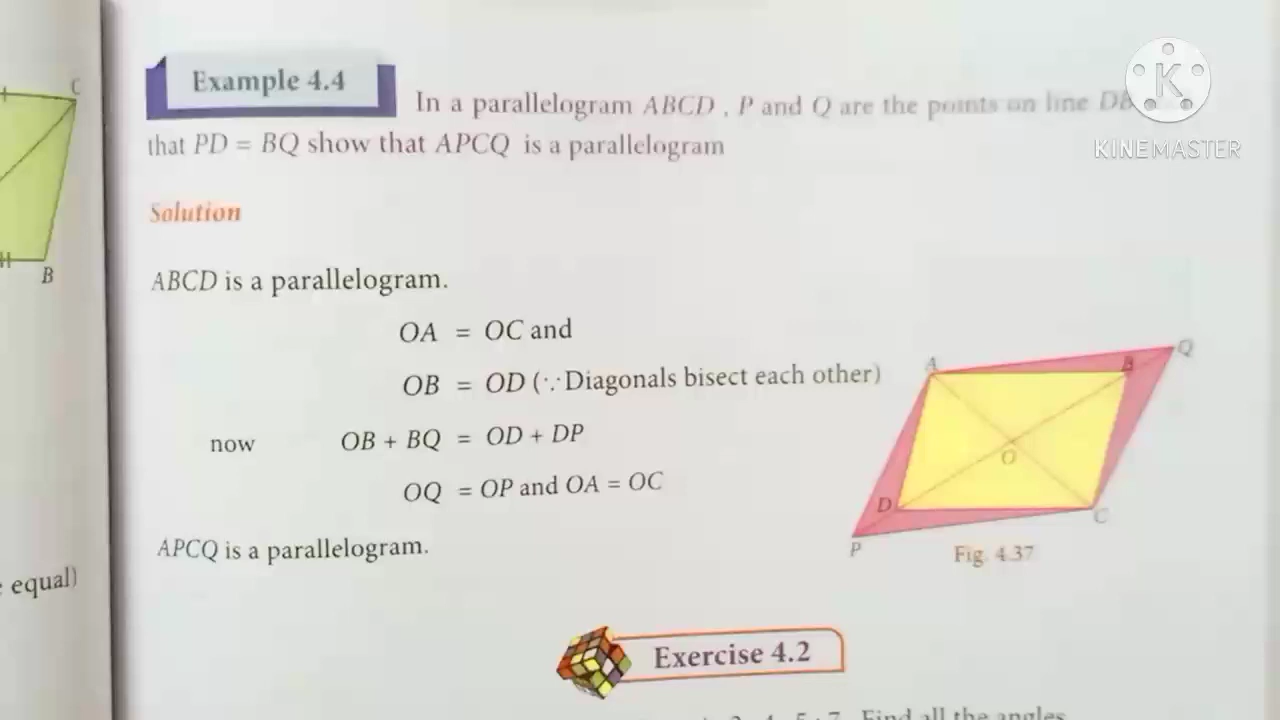 C
B
equal)
Example 4.4
In a parallelogram ABCD , P and Q are the points on line DB
that PD = BQ show that APCQ is a parallelogram
Solution
ABCD is a parallelogram.
OA = OC and
OB = OD (∵ Diagonals bisect each other)
now OB + BQ = OD + DP
OQ = OP and OA = OC
APCQ is a parallelogram.
A
B
Q
O
D
C
P
Fig. 4.37
Exercise 4.2
Find all the angles
K
KINEMASTER